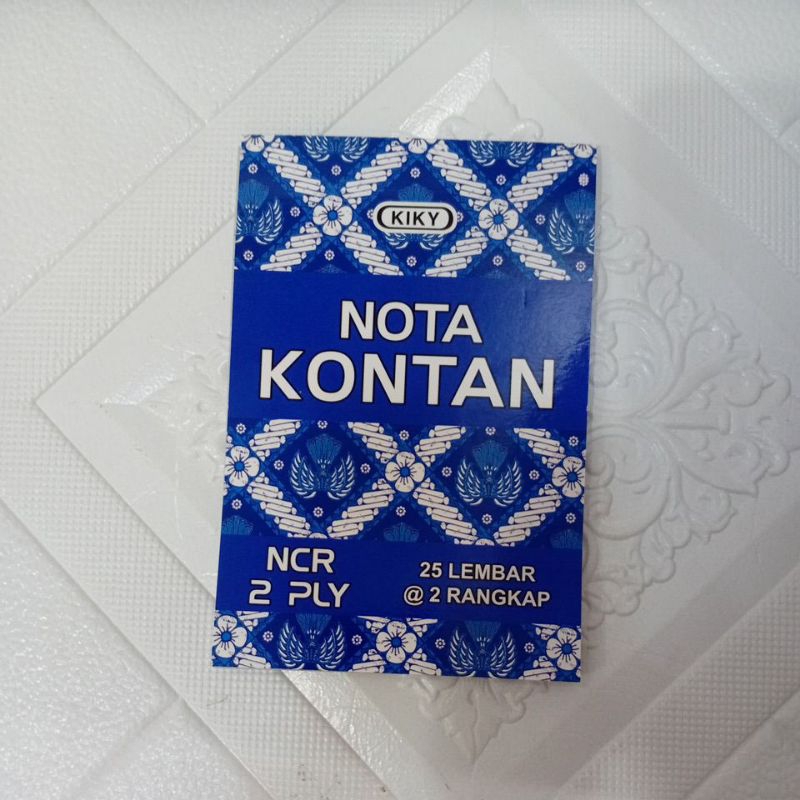 KIKY
NOTA
KONTAN
NCR
2 PLY
25 LEMBAR
@ 2 RANGKAP